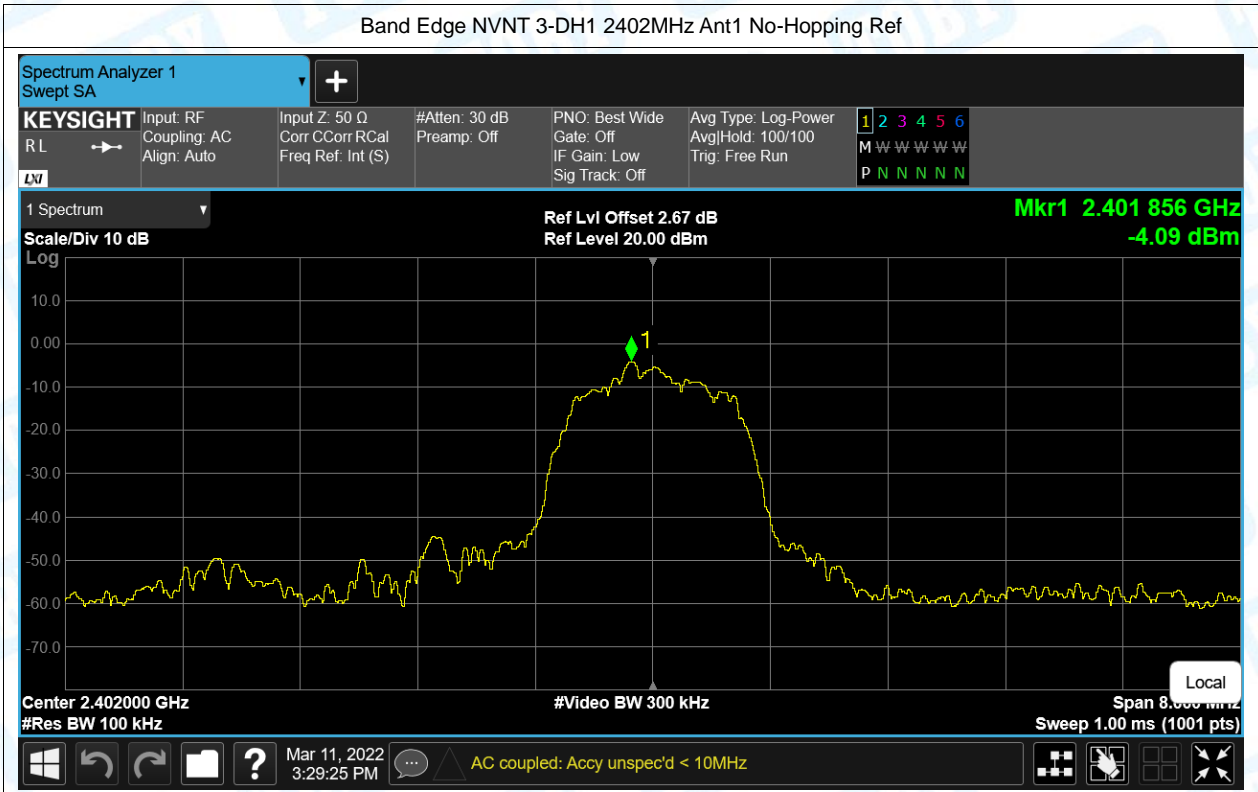 Band Edge NVNT 3-DH1 2402MHz Ant1 No-Hopping Ref
Spectrum Analyzer 1
Swept SA
+
KEYSIGHT
R L
LXI
Input: RF
Coupling: AC
Align: Auto
Input Z: 50 Ω
Corr CCorr RCal
Freq Ref: Int (S)
#Atten: 30 dB
Preamp: Off
PNO: Best Wide
Gate: Off
IF Gain: Low
Sig Track: Off
Avg Type: Log-Power
Avg|Hold: 100/100
Trig: Free Run
1 2 3 4 5 6
M W W W W W
P N N N N N
1 Spectrum
Scale/Div 10 dB
Ref Lvl Offset 2.67 dB
Ref Level 20.00 dBm
Mkr1 2.401 856 GHz
-4.09 dBm
Log
10.0
0.00
-10.0
-20.0
-30.0
-40.0
-50.0
-60.0
-70.0
1
Local
Center 2.402000 GHz
#Video BW 300 kHz
Span 8.000 MHz
#Res BW 100 kHz
Sweep 1.00 ms (1001 pts)
?
Mar 11, 2022
3:29:25 PM
AC coupled: Accy unspec'd < 10MHz